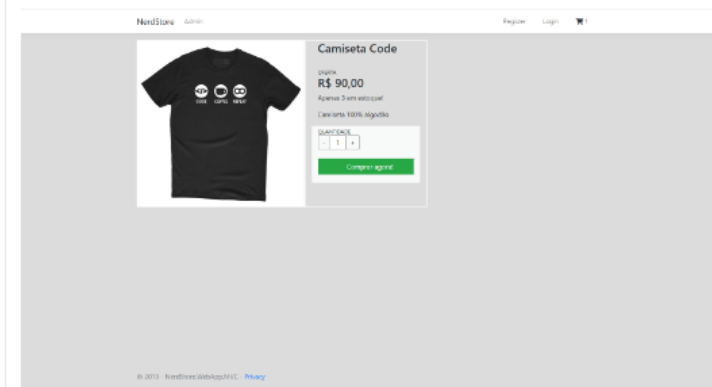 NerdStore Admin Register Login 1
Camiseta Code
OFERTA
R$ 90,00
Apenas 3 em estoque!
Camiseta 100% Algodão
QUANTIDADE
- 1 +
Comprar agora!
CODE COFFEE REPEAT
NerdStore.WebApp.MVC - Privacy